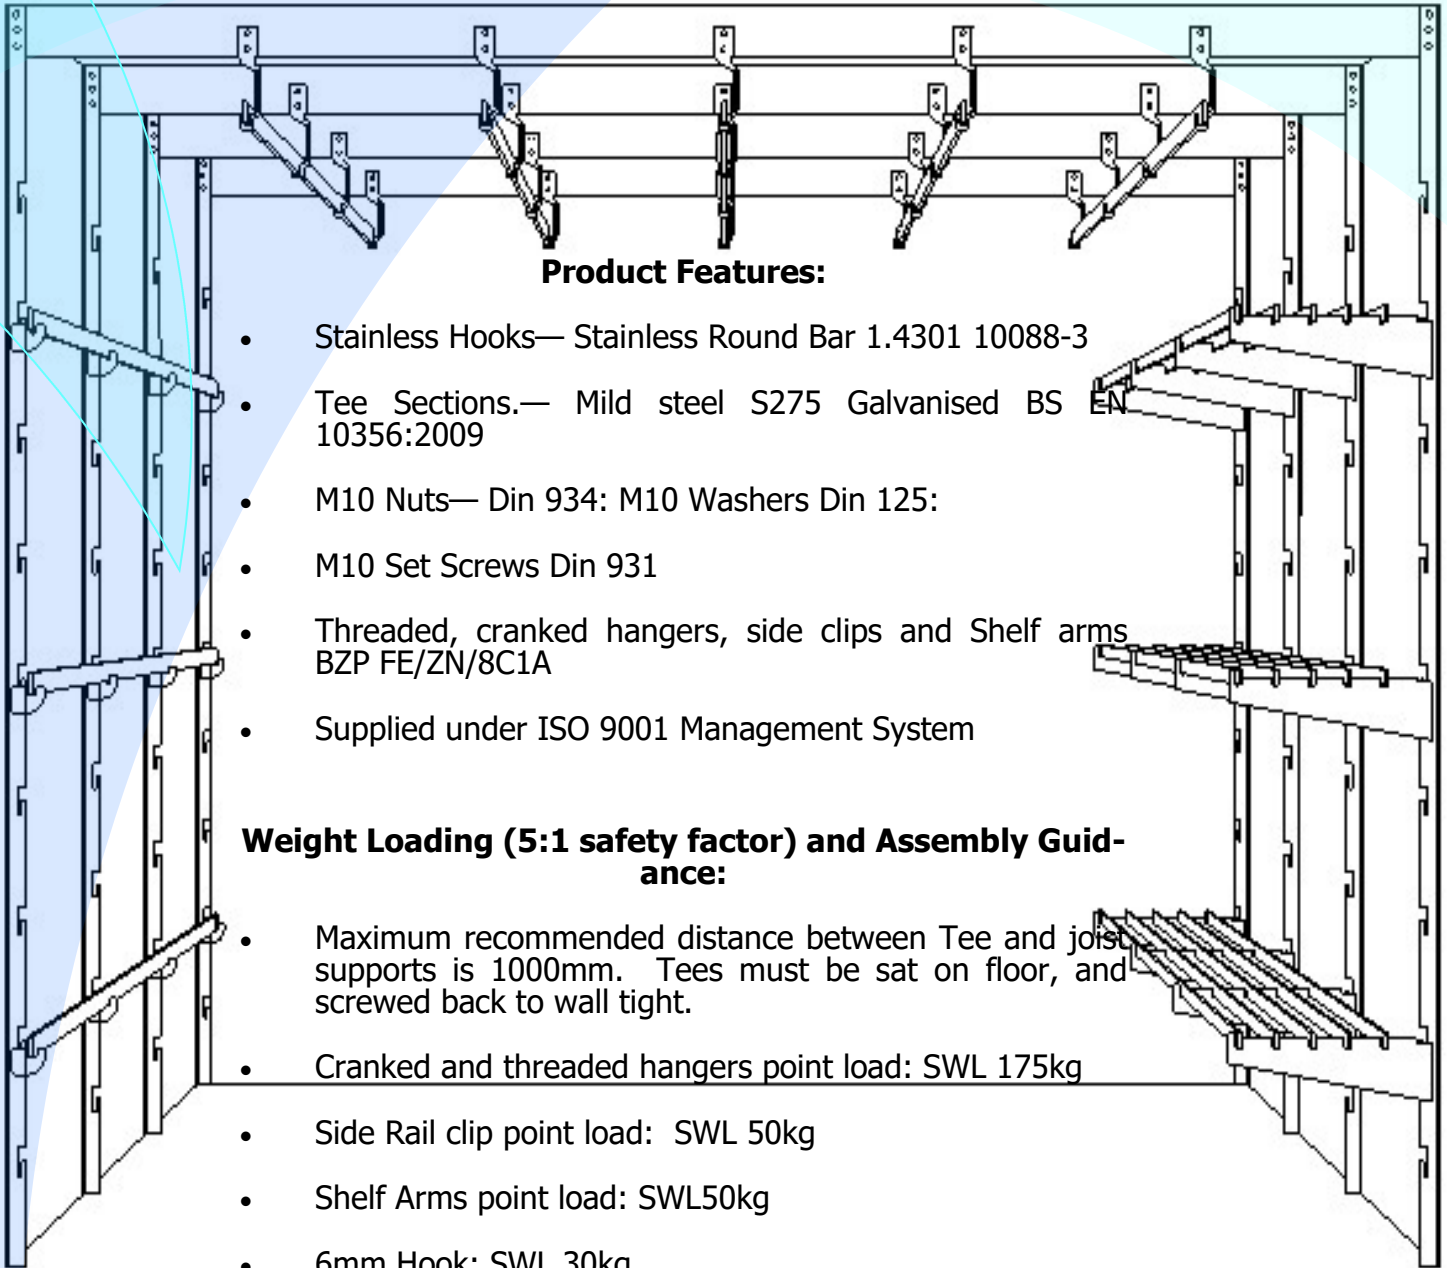 Product Features:
• Stainless Hooks— Stainless Round Bar 1.4301 10088-3
• Tee Sections.— Mild steel S275 Galvanised BS EN
10356:2009
• M10 Nuts— Din 934: M10 Washers Din 125:
• M10 Set Screws Din 931
• Threaded, cranked hangers, side clips and Shelf arms
BZP FE/ZN/8C1A
• Supplied under ISO 9001 Management System
Weight Loading (5:1 safety factor) and Assembly Guid-
ance:
• Maximum recommended distance between Tee and joist
supports is 1000mm. Tees must be sat on floor, and
screwed back to wall tight.
• Cranked and threaded hangers point load: SWL 175kg
• Side Rail clip point load: SWL 50kg
• Shelf Arms point load: SWL50kg
• 6mm Hook: SWL 30kg